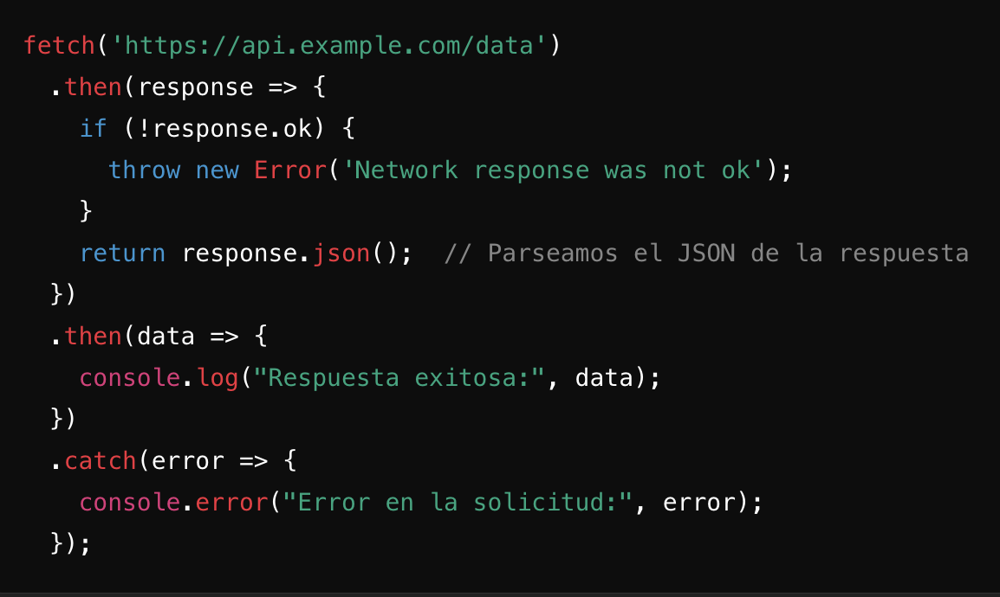 fetch('https://api.example.com/data')
  .then(response => {
    if (!response.ok) {
      throw new Error('Network response was not ok');
    }
    return response.json();  // Parseamos el JSON de la respuesta
  })
  .then(data => {
    console.log("Respuesta exitosa:", data);
  })
  .catch(error => {
    console.error("Error en la solicitud:", error);
  });